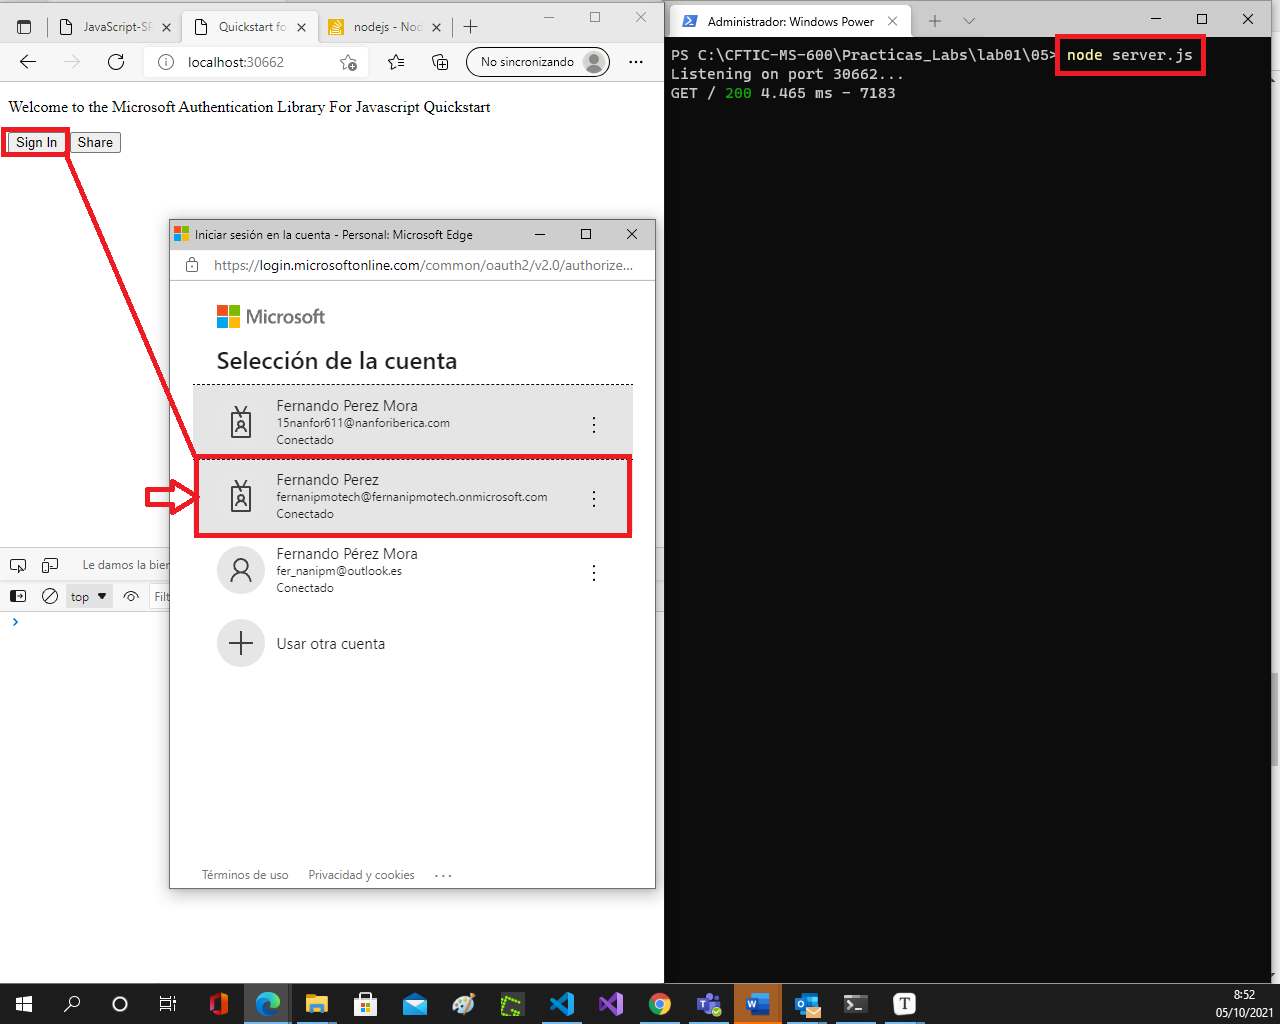 JavaScript-SP
Quickstart fo
nodejs - Nod
localhost:30662
No sincronizando
Welcome to the Microsoft Authentication Library For Javascript Quickstart
Sign In
Share
Iniciar sesión en la cuenta - Personal: Microsoft Edge
https://login.microsoftonline.com/common/oauth2/v2.0/authorize...
Microsoft
Selección de la cuenta
Fernando Perez Mora
15nanfor611@nanforiberica.com
Conectado
Fernando Perez
fernanipmotech@fernanipmotech.onmicrosoft.com
Conectado
Fernando Pérez Mora
fer_nanipm@outlook.es
Conectado
Usar otra cuenta
Términos de uso
Privacidad y cookies
Le damos la bien
top
Filt
Administrador: Windows Power
PS C:\CFTIC-MS-600\Practicas_Labs\lab01\05> node server.js
Listening on port 30662...
GET / 200 4.465 ms - 7183
8:52
05/10/2021